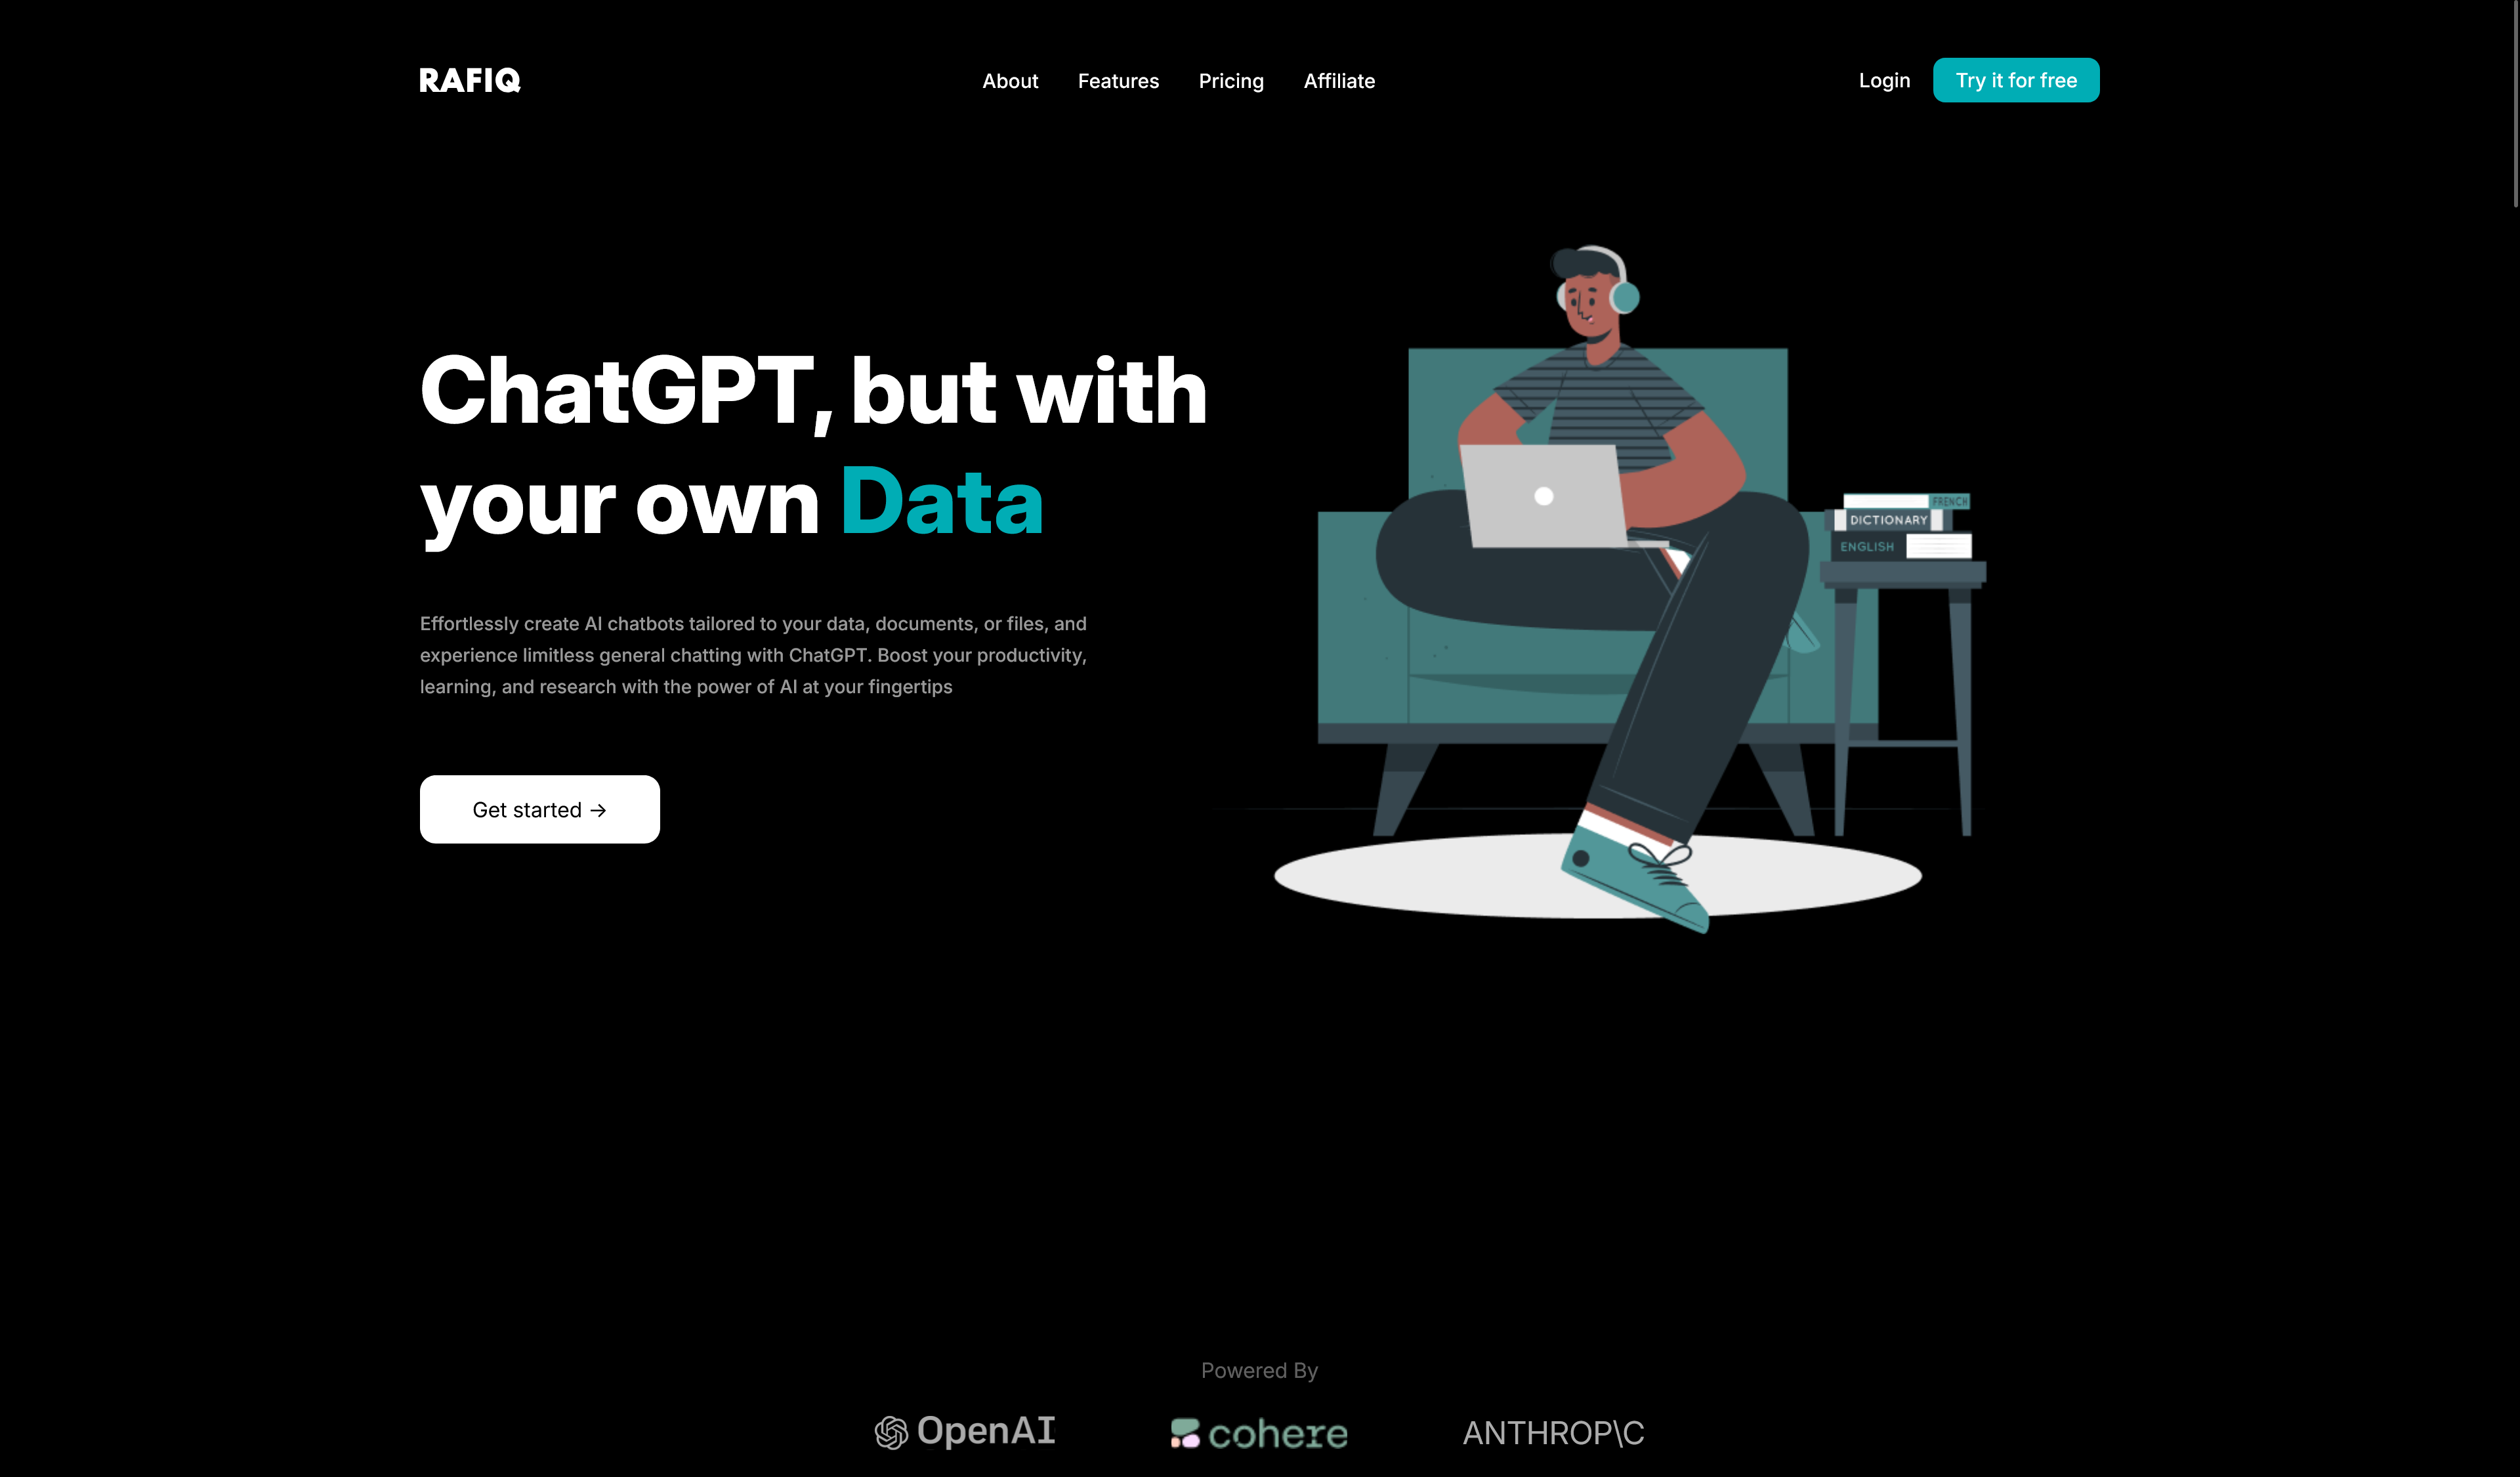 RAFIQ
About
Features
Pricing
Affiliate
Login
Try it for free
ChatGPT, but with
your own Data
Effortlessly create AI chatbots tailored to your data, documents, or files, and
experience limitless general chatting with ChatGPT. Boost your productivity,
learning, and research with the power of AI at your fingertips
Get started →
FRENCH
DICTIONARY
ENGLISH
Powered By
OpenAI
cohere
ANTHROP\C